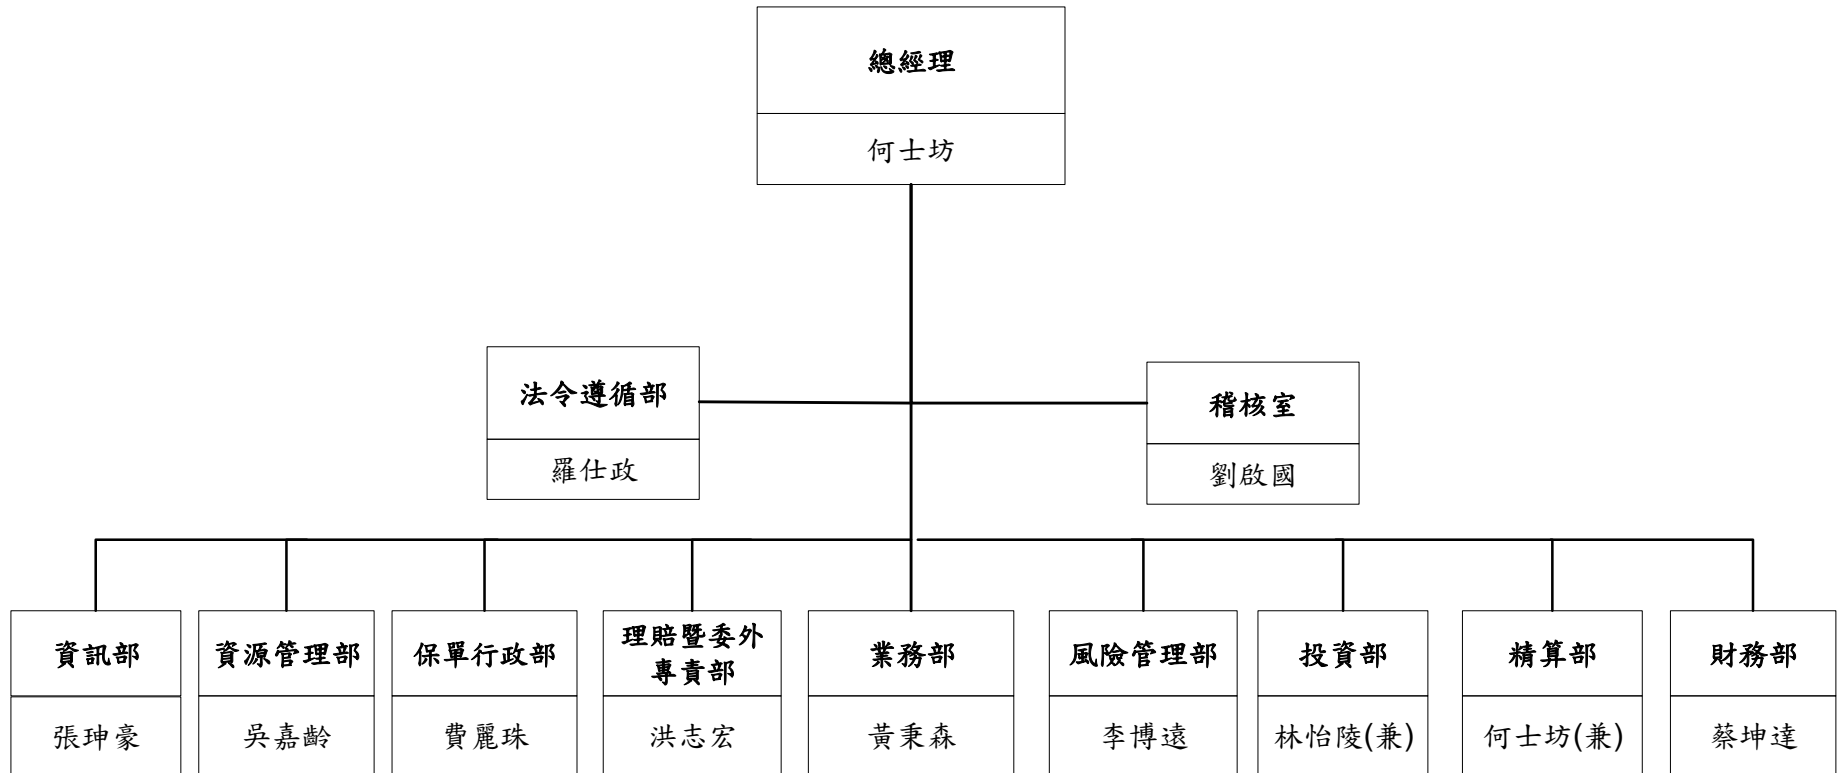 總經理
何士坊
法令遵循部
羅仕政
稽核室
劉啟國
資訊部
張珅豪
資源管理部
吳嘉齡
保單行政部
費麗珠
理賠暨委外
專責部
洪志宏
業務部
黃秉森
風險管理部
李博遠
投資部
林怡陵(兼)
精算部
何士坊(兼)
財務部
蔡坤達